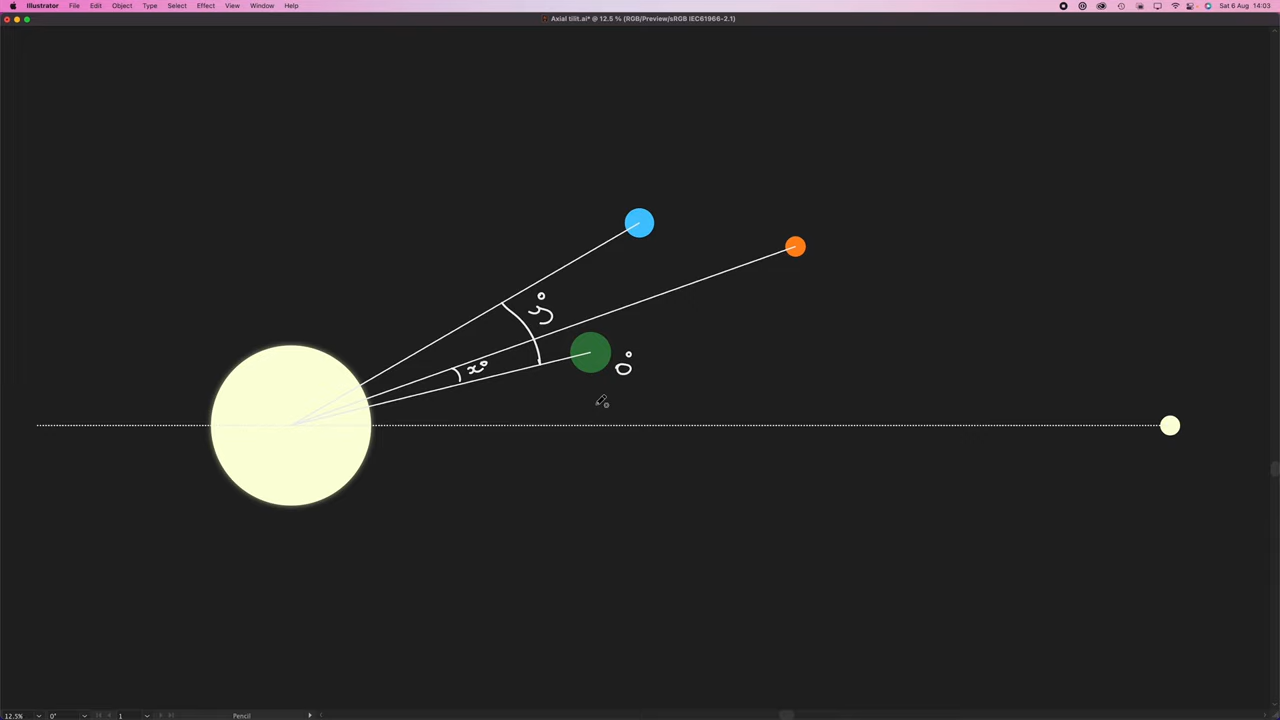 Illustrator File Edit Object Type Select Effect View Window Help Sat 6 Aug 14:03
Axial tilit.ai* @ 12.5 % (RGB/Preview/sRGB IEC61966-2.1)
y°
x°
0°
12.5% 0° 1 Pencil